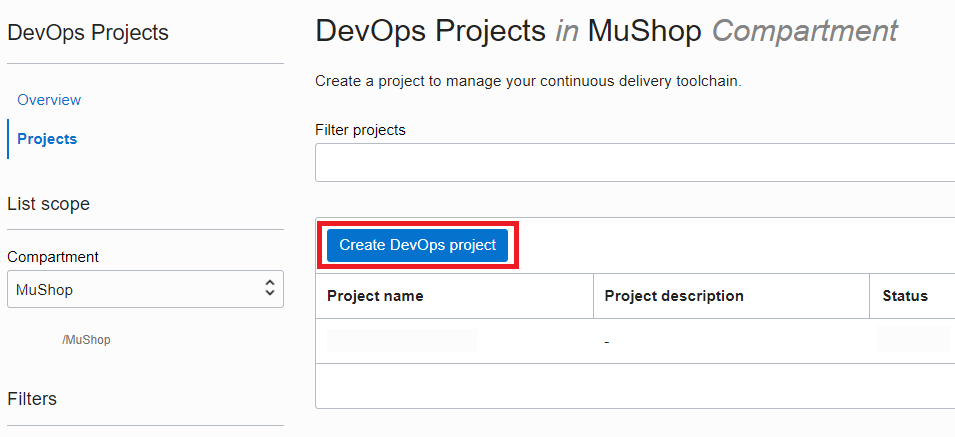 DevOps Projects
Overview
Projects
List scope
Compartment
MuShop
/MuShop
Filters
DevOps Projects in MuShop Compartment
Create a project to manage your continuous delivery toolchain.
Filter projects
Create DevOps project
Project name Project description Status
-